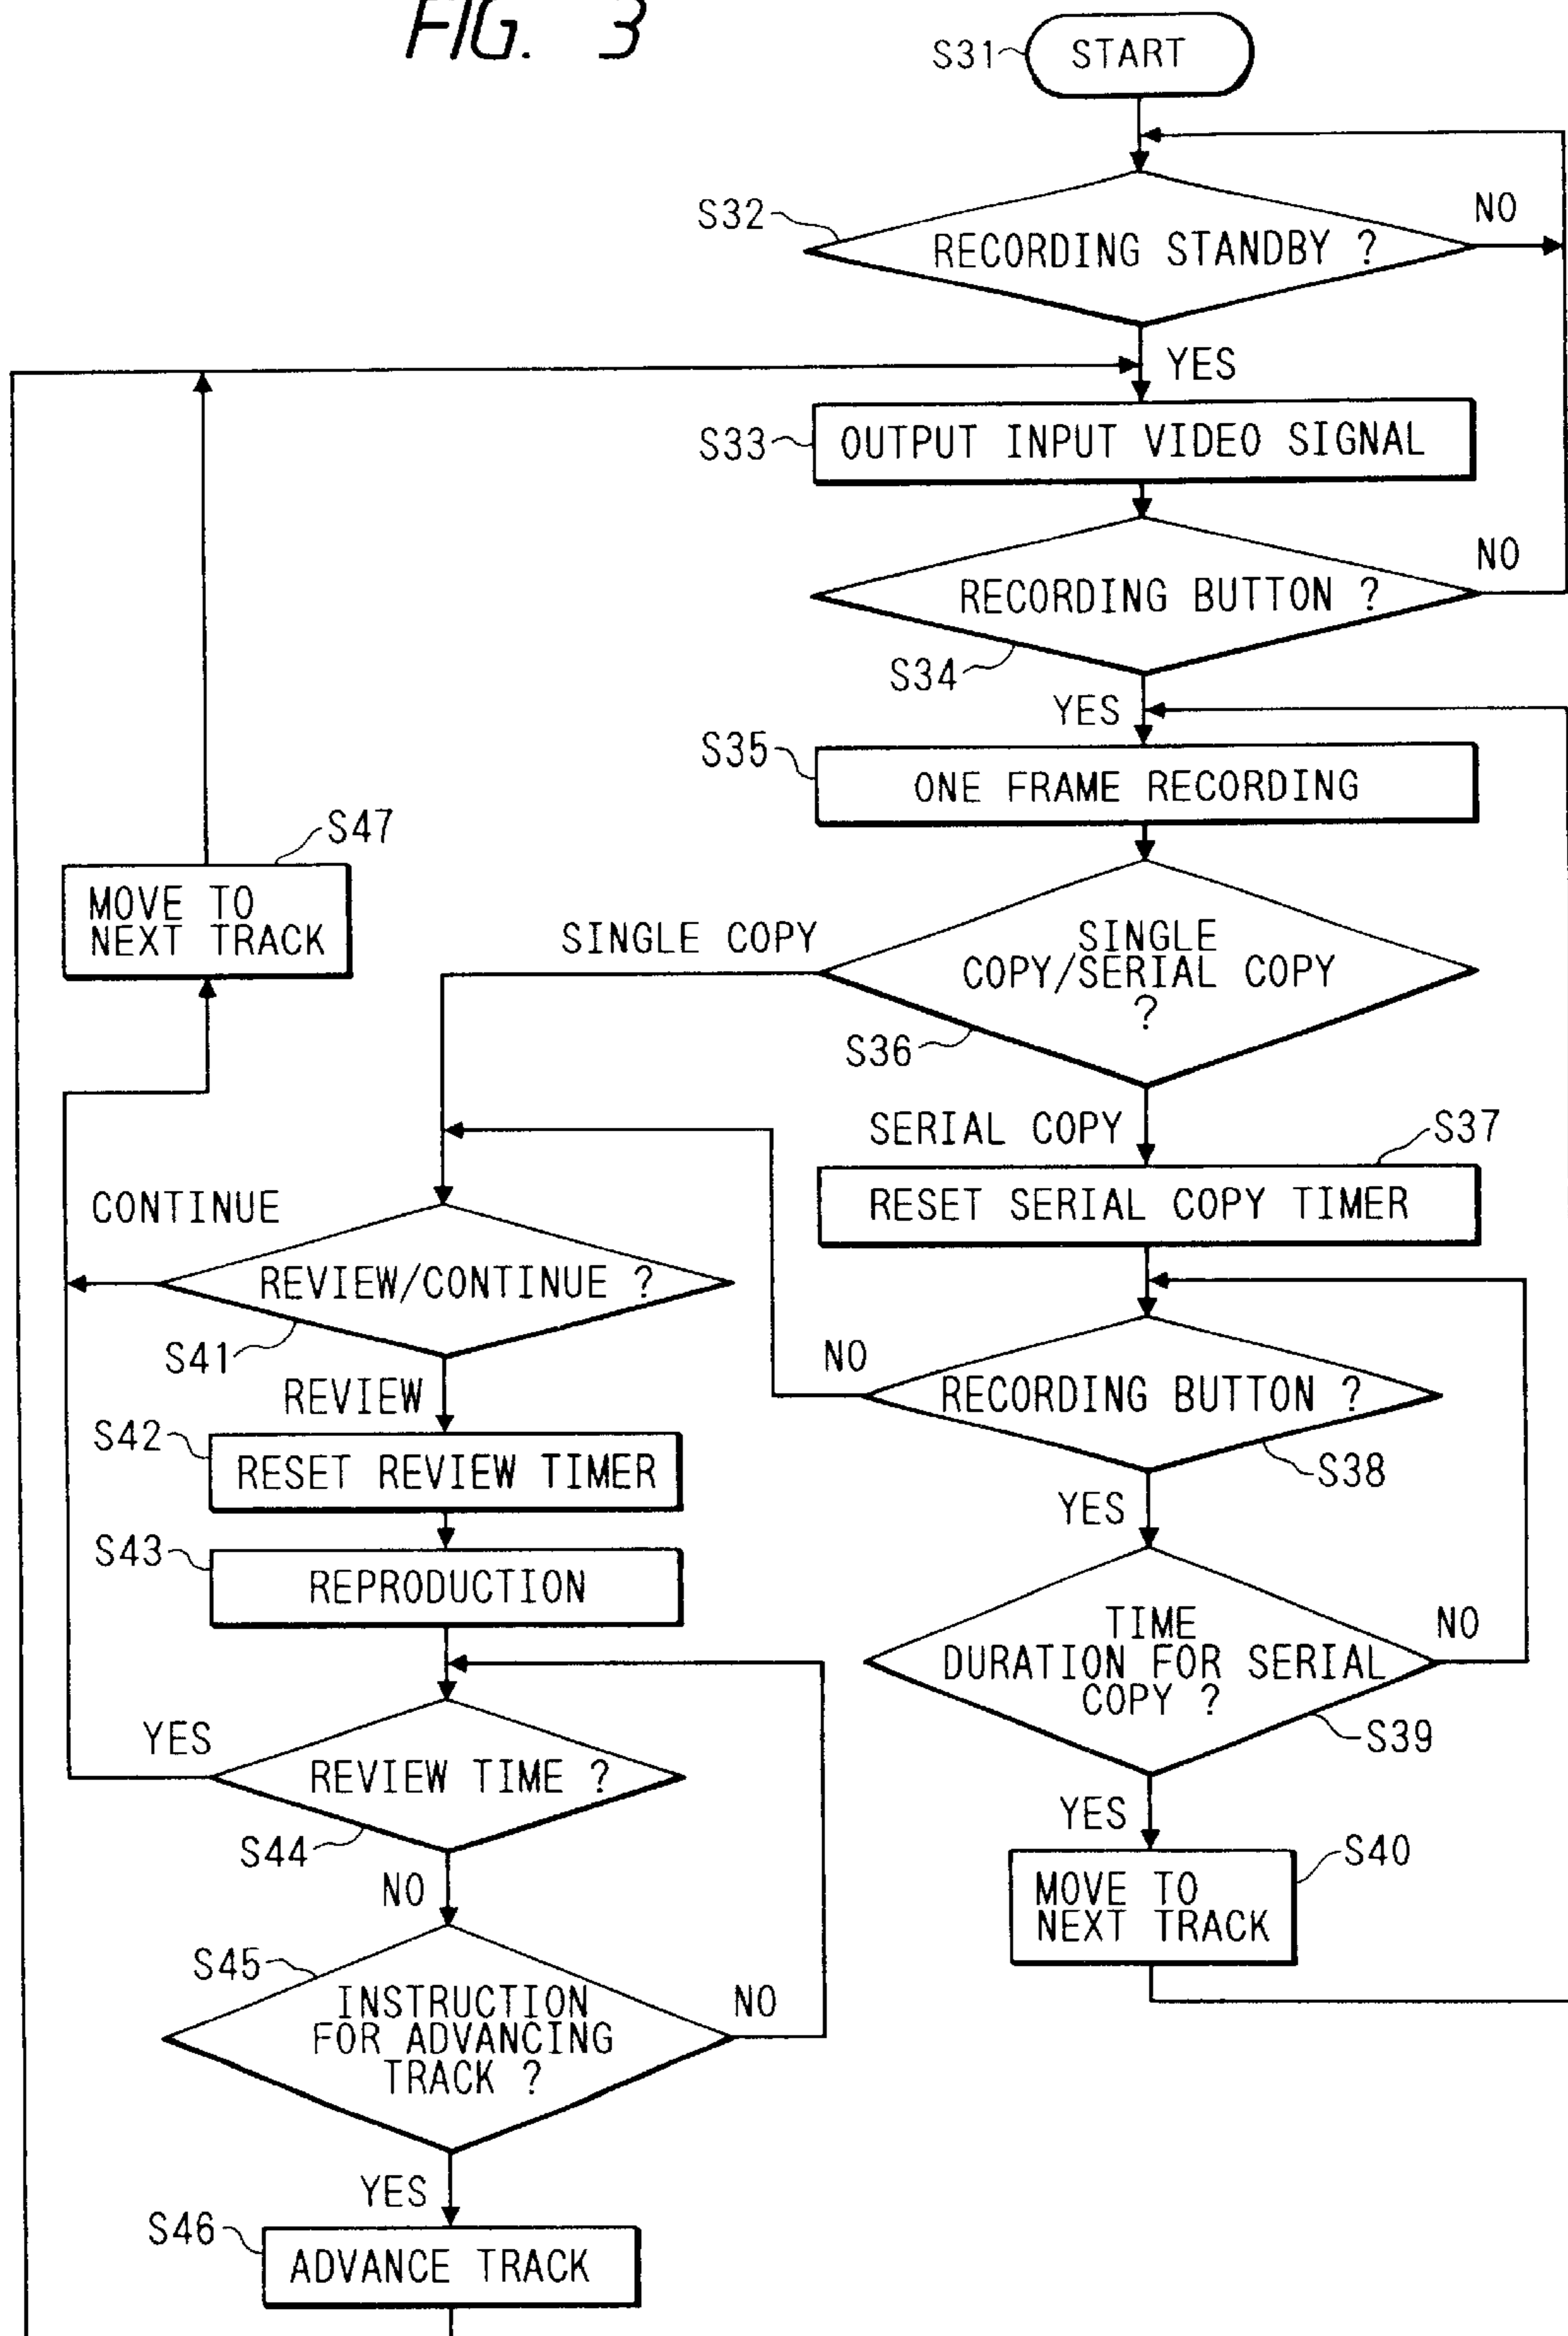 FIG. 3
S31
START
S32
RECORDING STANDBY ?
NO
YES
S33
OUTPUT INPUT VIDEO SIGNAL
RECORDING BUTTON ?
NO
S34
YES
S35
ONE FRAME RECORDING
S47
MOVE TO
NEXT TRACK
SINGLE COPY
SINGLE
COPY/SERIAL COPY
?
S36
SERIAL COPY
S37
RESET SERIAL COPY TIMER
CONTINUE
REVIEW/CONTINUE ?
S41
REVIEW
NO
RECORDING BUTTON ?
S38
YES
S42
RESET REVIEW TIMER
S43
REPRODUCTION
TIME
DURATION FOR SERIAL
COPY ?
NO
S39
YES
YES
REVIEW TIME ?
S44
NO
S40
MOVE TO
NEXT TRACK
S45
INSTRUCTION
FOR ADVANCING
TRACK ?
NO
YES
S46
ADVANCE TRACK